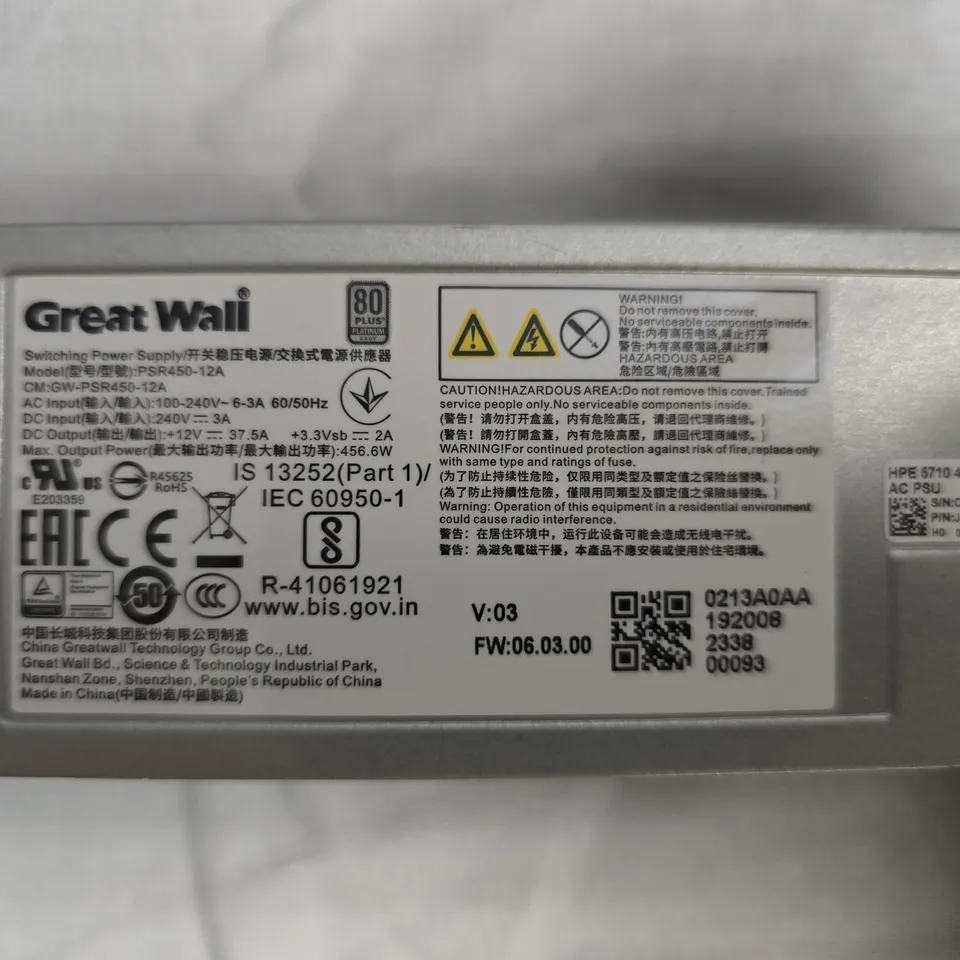 Great Wall®
80
PLUS®
PLATINUM
Switching Power Supply/开关稳压电源/交換式電源供應器
Model(型号/型號):PSR450-12A
CM:GW-PSR450-12A
AC Input(输入/輸入):100-240V~ 6-3A 60/50Hz
DC Input(输入/輸入):240V ⎓ 3A
DC Output(输出/輸出):+12V ⎓ 37.5A +3.3Vsb ⎓ 2A
Max. Output Power(最大输出功率/最大輸出功率):456.6W
c RU® us
E203359
R45625
RoHS
IS 13252(Part 1)/
IEC 60950-1
EAC CE
R-41061921
www.bis.gov.in
50
CCC
中国长城科技集团股份有限公司制造
China Greatwall Technology Group Co., Ltd.
Great Wall Bd., Science & Technology Industrial Park,
Nanshan Zone, Shenzhen, People's Republic of China
Made in China(中国制造/中國製造)
WARNING!
Do not remove this cover.
No serviceable components inside.
警告:内有高压电路,禁止打开
警告:內有高壓電路,禁止打開
HAZARDOUS AREA
危险区域/危險區域
CAUTION!HAZARDOUS AREA:Do not remove this cover.Trained
service people only.No serviceable components inside.
(警告！请勿打开盒盖，内有危险高压，请退回代理商维修。)
(警告！請勿打開盒蓋，內有危險高壓，請退回代理商維修。)
WARNING!For continued protection against risk of fire,replace only
with same type and ratings of fuse.
(为了防止持续性危险，仅限用同类型及额定值之保险丝替换。)
(為了防止持續性危險，僅限用同類型及額定值之保險絲替換。)
Warning: Operation of this equipment in a residential environment
could cause radio interference.
警告：在居住环境中，运行此设备可能会造成无线电干扰。
警告：為避免電磁干擾，本產品不應安裝或使用於住宅環境。
V:03
FW:06.03.00
0213A0AA
192008
2338
00093
HPE 5710 4
AC PSU
S/N:C
P/N:J